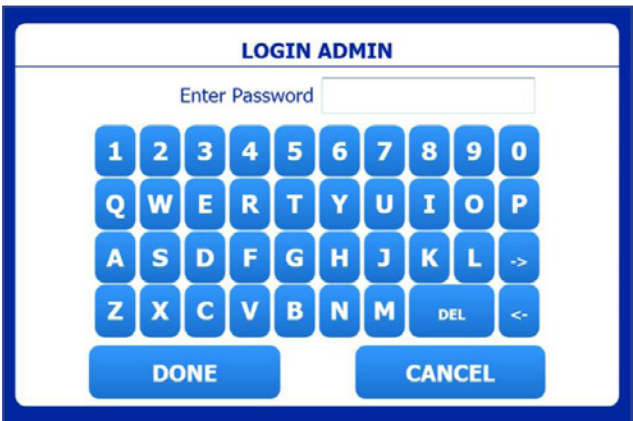 LOGIN ADMIN
Enter Password
1 2 3 4 5 6 7 8 9 0
Q W E R T Y U I O P
A S D F G H J K L ->
Z X C V B N M DEL <-
DONE CANCEL